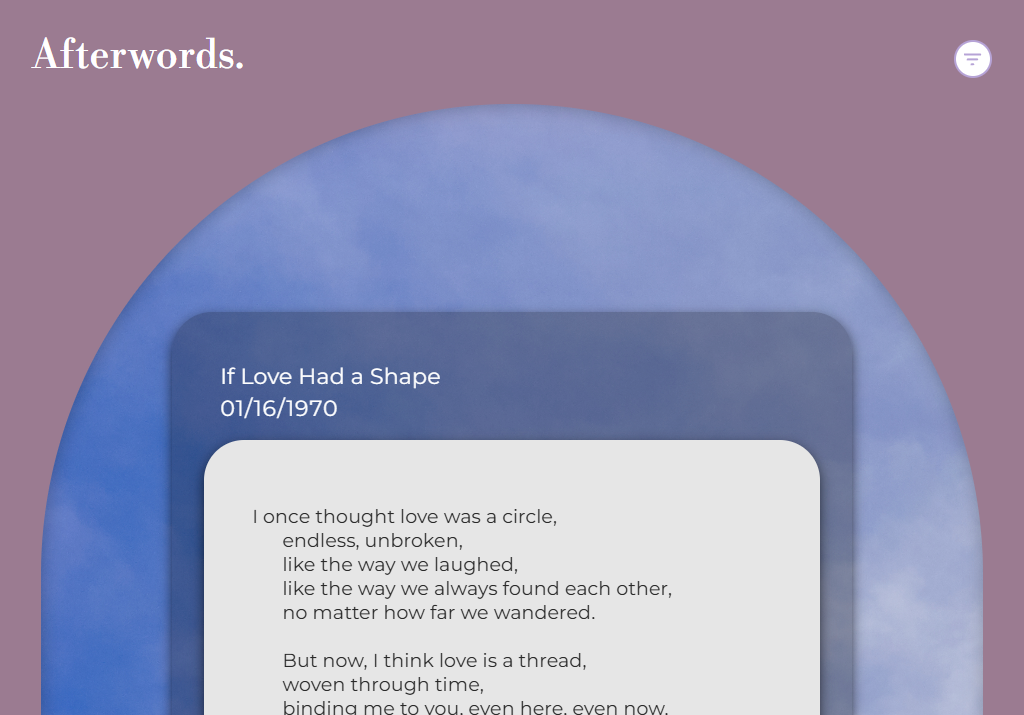 Afterwords.
If Love Had a Shape
01/16/1970
I once thought love was a circle,
endless, unbroken,
like the way we laughed,
like the way we always found each other,
no matter how far we wandered.
But now, I think love is a thread,
woven through time,
binding me to you, even here, even now.